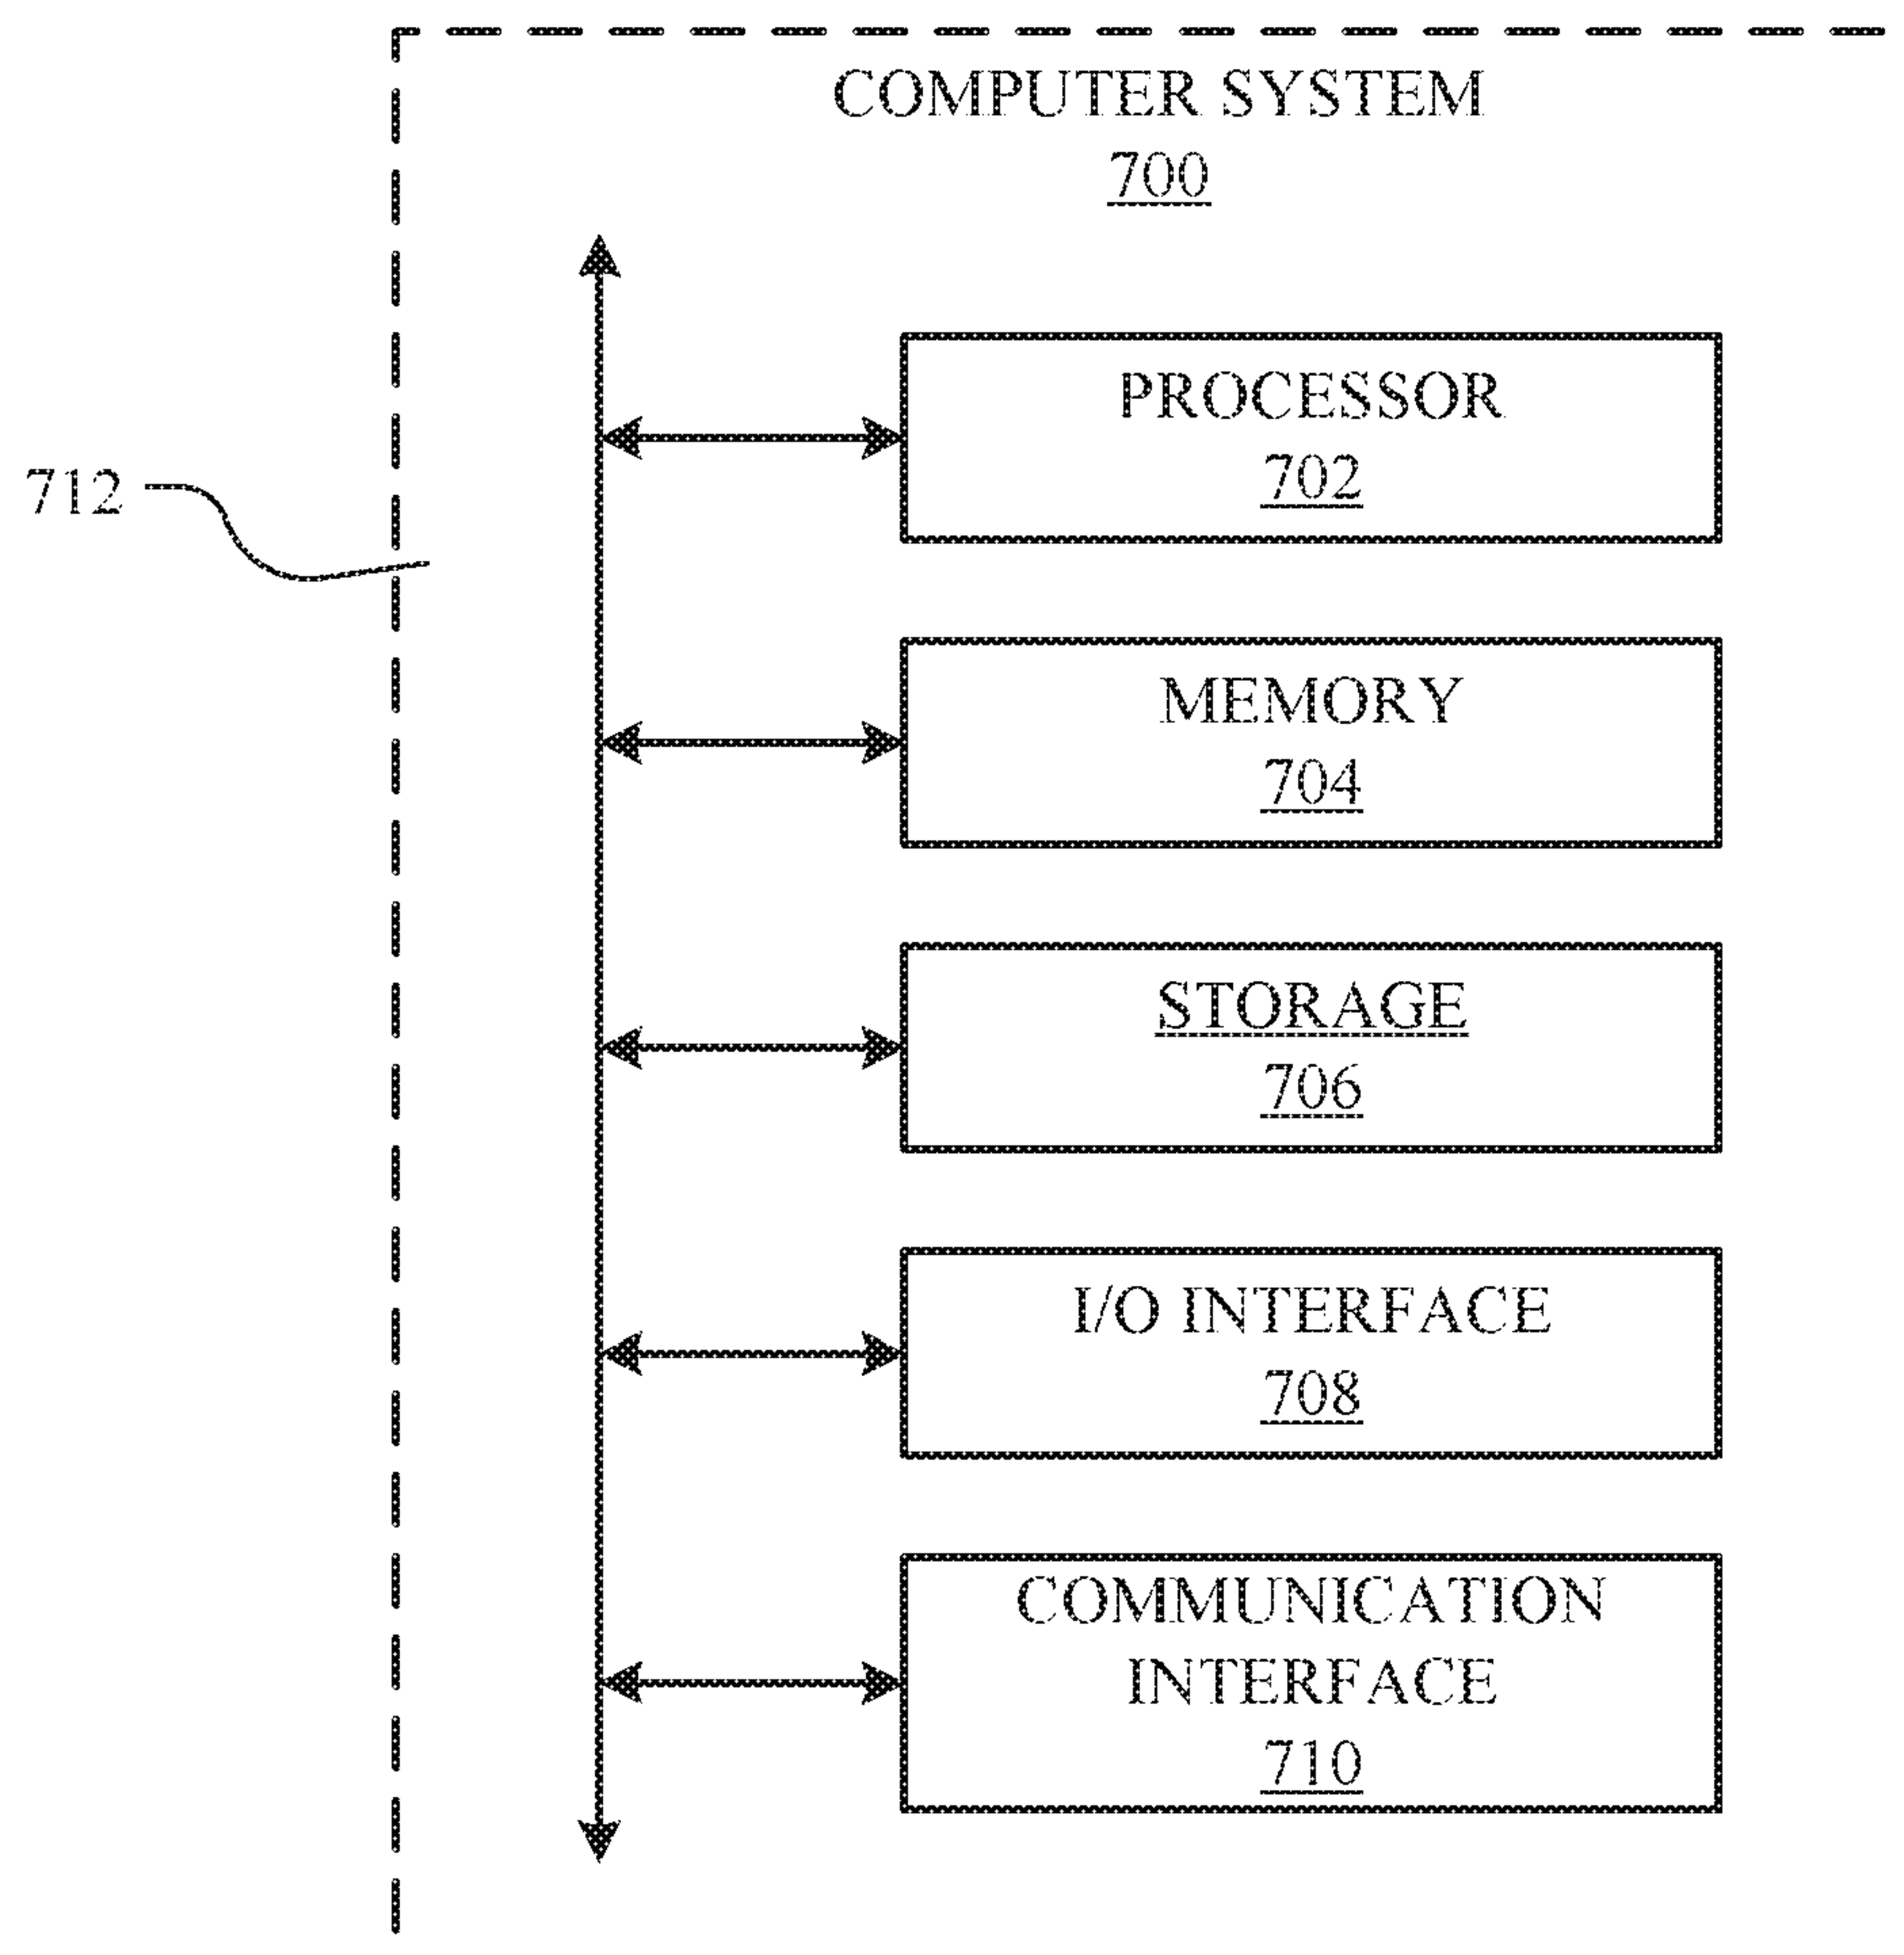 COMPUTER SYSTEM
700
PROCESSOR
702
712
MEMORY
704
STORAGE
706
I/O INTERFACE
708
COMMUNICATION
INTERFACE
710